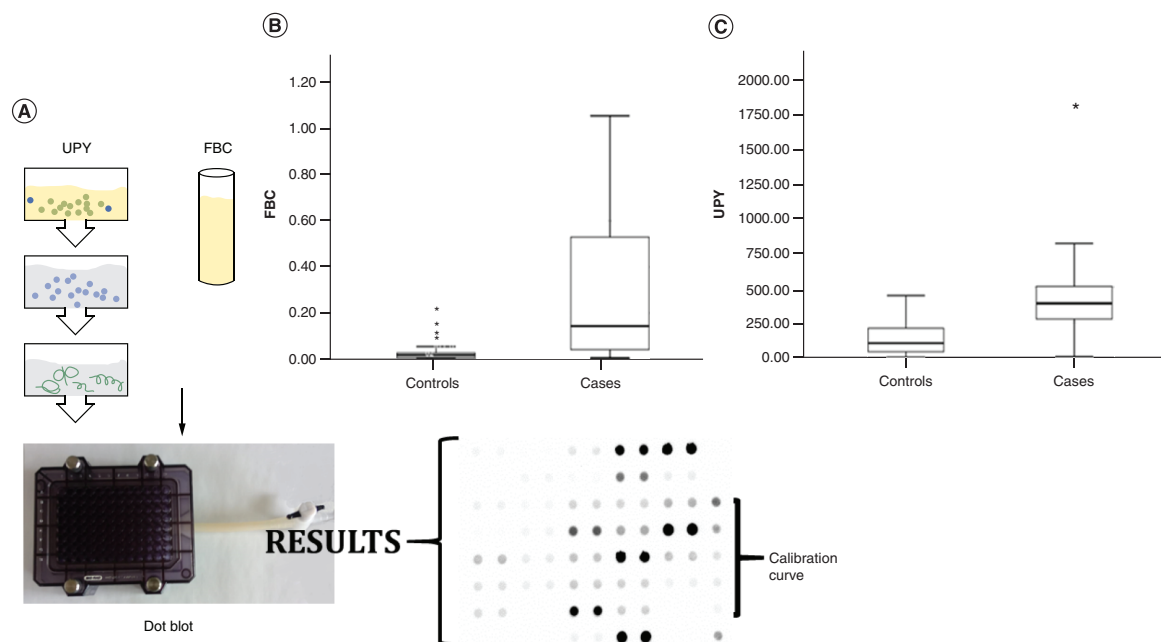 A
UPY
FBC
Dot blot
B
FBC
1.20
1.00
0.80
0.60
0.40
0.20
0.00
Controls
Cases
C
UPY
2000.00
1750.00
1500.00
1250.00
1000.00
750.00
500.00
250.00
0.00
Controls
Cases
RESULTS
Calibration
curve